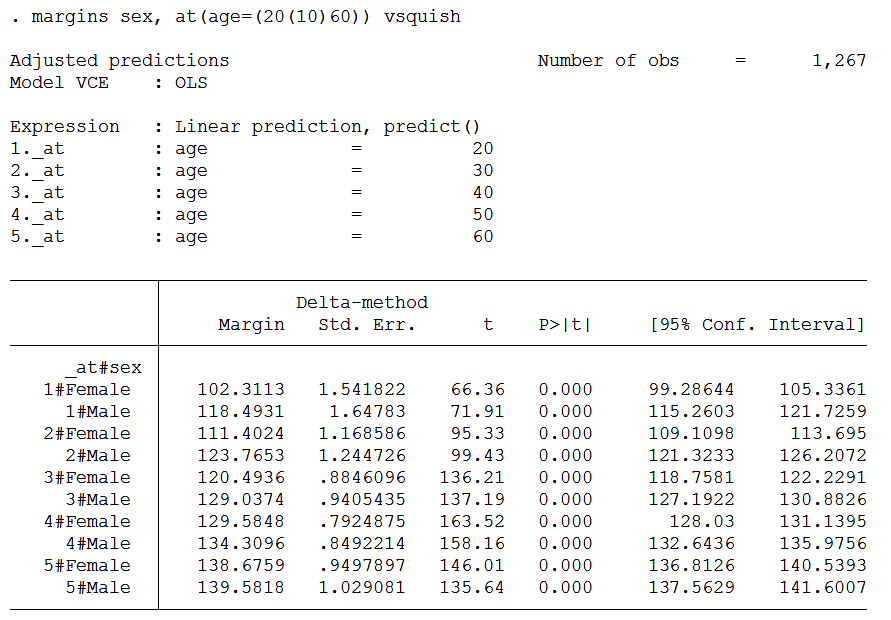 . margins sex, at(age=(20(10)60)) vsquish
Adjusted predictions Number of obs = 1,267
Model VCE : OLS
Expression : Linear prediction, predict()
1._at : age = 20
2._at : age = 30
3._at : age = 40
4._at : age = 50
5._at : age = 60
Delta-method
Margin Std. Err. t P>|t| [95% Conf. Interval]
_at#sex
1#Female 102.3113 1.541822 66.36 0.000 99.28644 105.3361
1#Male 118.4931 1.64783 71.91 0.000 115.2603 121.7259
2#Female 111.4024 1.168586 95.33 0.000 109.1098 113.695
2#Male 123.7653 1.244726 99.43 0.000 121.3233 126.2072
3#Female 120.4936 .8846096 136.21 0.000 118.7581 122.2291
3#Male 129.0374 .9405435 137.19 0.000 127.1922 130.8826
4#Female 129.5848 .7924875 163.52 0.000 128.03 131.1395
4#Male 134.3096 .8492214 158.16 0.000 132.6436 135.9756
5#Female 138.6759 .9497897 146.01 0.000 136.8126 140.5393
5#Male 139.5818 1.029081 135.64 0.000 137.5629 141.6007